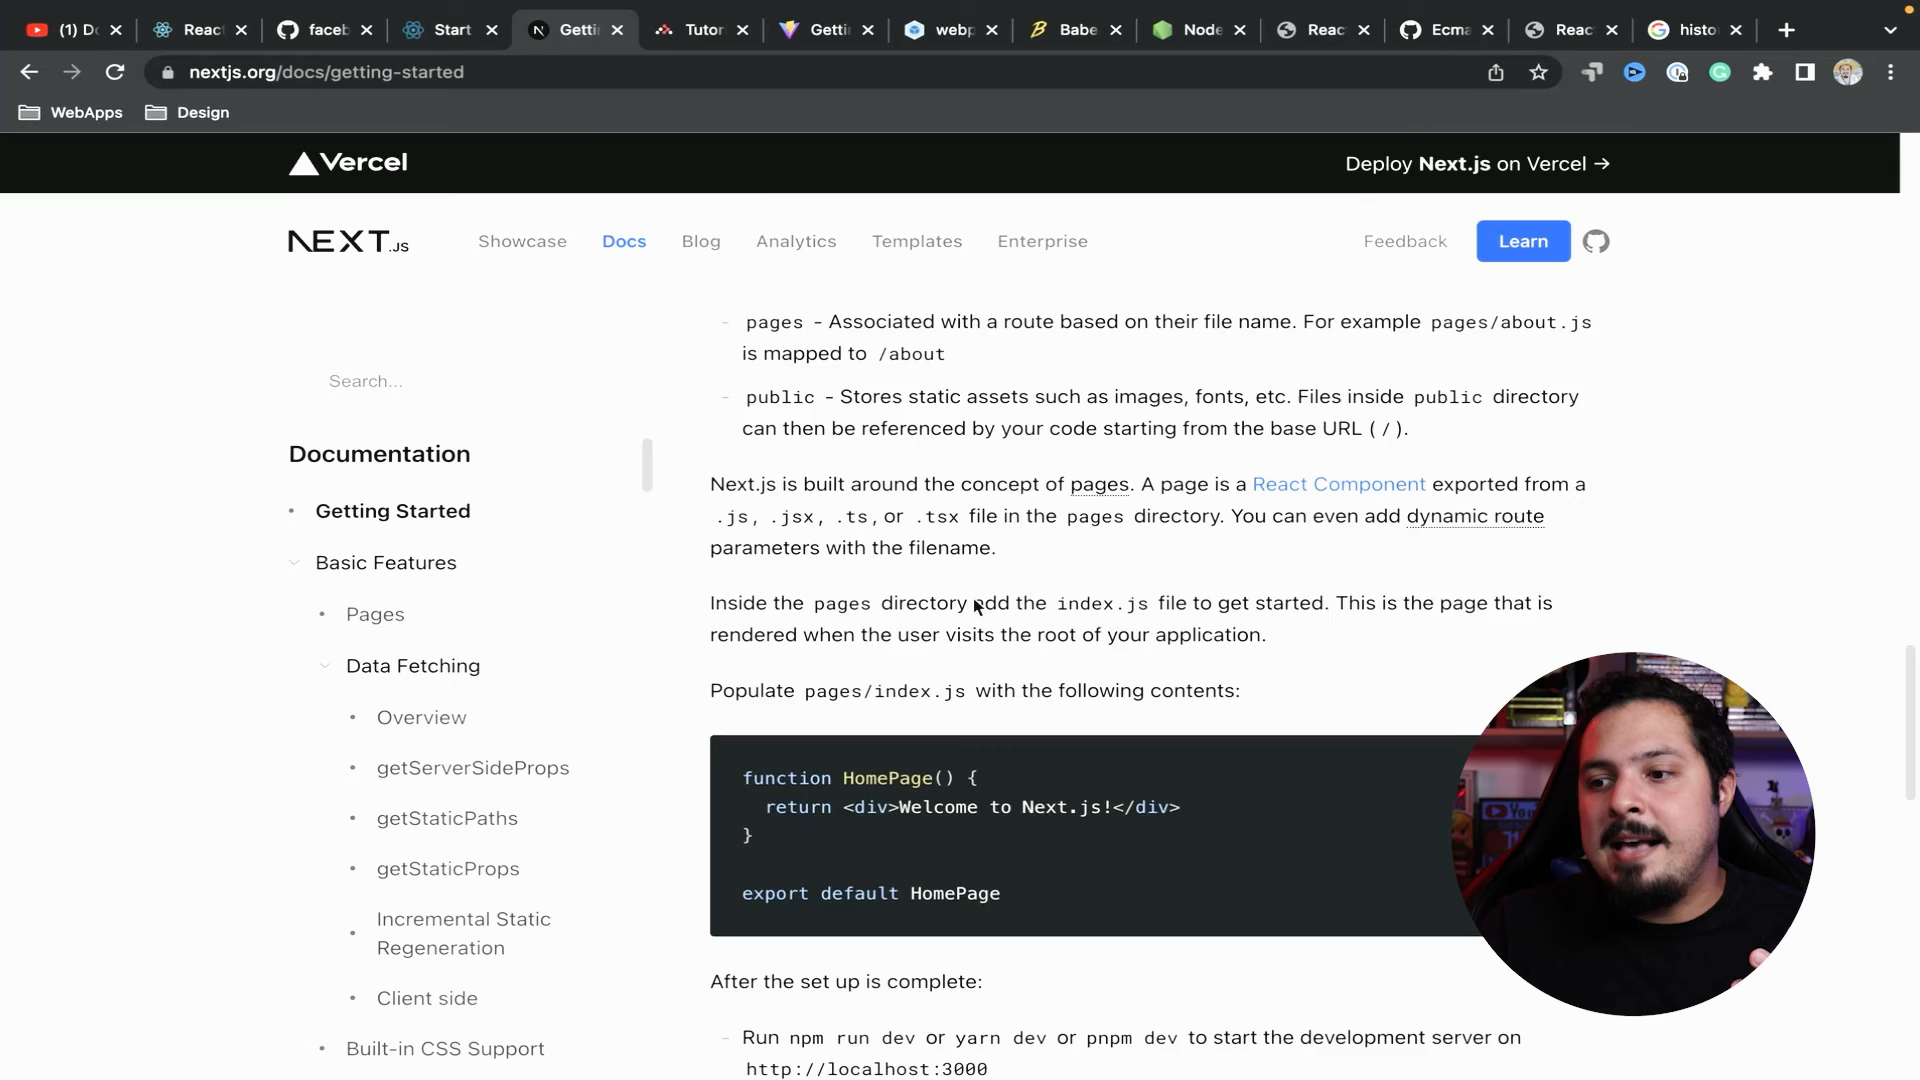 (1) Dc
React
faceb
Start
Getti
Tutor
Getti
webp
Babe
Node
Reac
Ecma
Reac
histo
nextjs.org/docs/getting-started
WebApps
Design
Vercel
Deploy Next.js on Vercel →
NEXT.JS
Showcase
Docs
Blog
Analytics
Templates
Enterprise
Feedback
Learn
Search...
Documentation
Getting Started
Basic Features
Pages
Data Fetching
Overview
getServerSideProps
getStaticPaths
getStaticProps
Incremental Static
Regeneration
Client side
Built-in CSS Support
- pages - Associated with a route based on their file name. For example pages/about.js
is mapped to /about
- public - Stores static assets such as images, fonts, etc. Files inside public directory
can then be referenced by your code starting from the base URL (/).
Next.js is built around the concept of pages. A page is a React Component exported from a
.js, .jsx, .ts, or .tsx file in the pages directory. You can even add dynamic route
parameters with the filename.
Inside the pages directory add the index.js file to get started. This is the page that is
rendered when the user visits the root of your application.
Populate pages/index.js with the following contents:
function HomePage() {
return <div>Welcome to Next.js!</div>
}
export default HomePage
After the set up is complete:
- Run npm run dev or yarn dev or pnpm dev to start the development server on
http://localhost:3000